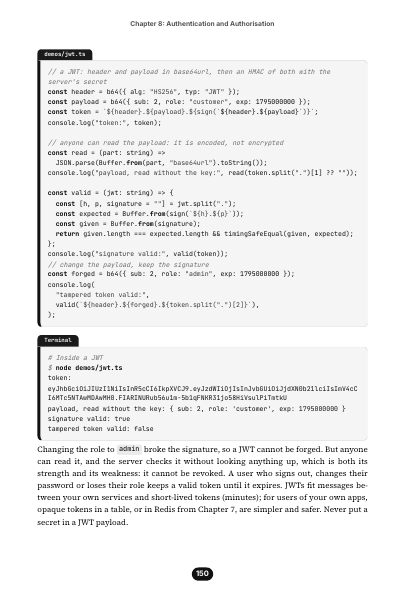 Chapter 8: Authentication and Authorisation
demos/jwt.ts
// a JWT: header and payload in base64url, then an HMAC of both with the
server's secret
const header = b64({ alg: "HS256", typ: "JWT" });
const payload = b64({ sub: 2, role: "customer", exp: 1795000000 });
const token = `${header}.${payload}.${sign(`${header}.${payload}`)}`;
console.log("token:", token);
// anyone can read the payload: it is encoded, not encrypted
const read = (part: string) =>
JSON.parse(Buffer.from(part, "base64url").toString());
console.log("payload, read without the key:", read(token.split(".")[1] ?? ""));
const valid = (jwt: string) => {
const [h, p, signature = ""] = jwt.split(".");
const expected = Buffer.from(sign(`${h}.${p}`));
const given = Buffer.from(signature);
return given.length === expected.length && timingSafeEqual(given, expected);
};
console.log("signature valid:", valid(token));
// change the payload, keep the signature
const forged = b64({ sub: 2, role: "admin", exp: 1795000000 });
console.log(
"tampered token valid:",
valid(`${header}.${forged}.${token.split(".")[2]}`),
);
Terminal
# Inside a JWT
$ node demos/jwt.ts
token:
payload, read without the key: { sub: 2, role: 'customer', exp: 1795000000 }
signature valid: true
tampered token valid: false
Changing the role to admin broke the signature, so a JWT cannot be forged. But anyone
can read it, and the server checks it without looking anything up, which is both its
strength and its weakness: it cannot be revoked. A user who signs out, changes their
password or loses their role keeps a valid token until it expires. JWTs fit messages be-
tween your own services and short-lived tokens (minutes); for users of your own apps,
opaque tokens in a table, or in Redis from Chapter 7, are simpler and safer. Never put a
secret in a JWT payload.
150